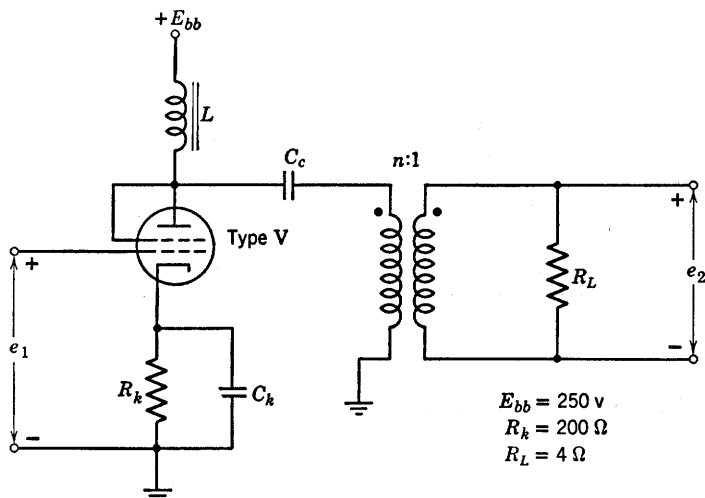 +E_bb
L
C_c
n:1
Type V
+
e_1
−
R_k
C_k
+
R_L
e_2
−
E_bb = 250 v
R_k = 200 Ω
R_L = 4 Ω